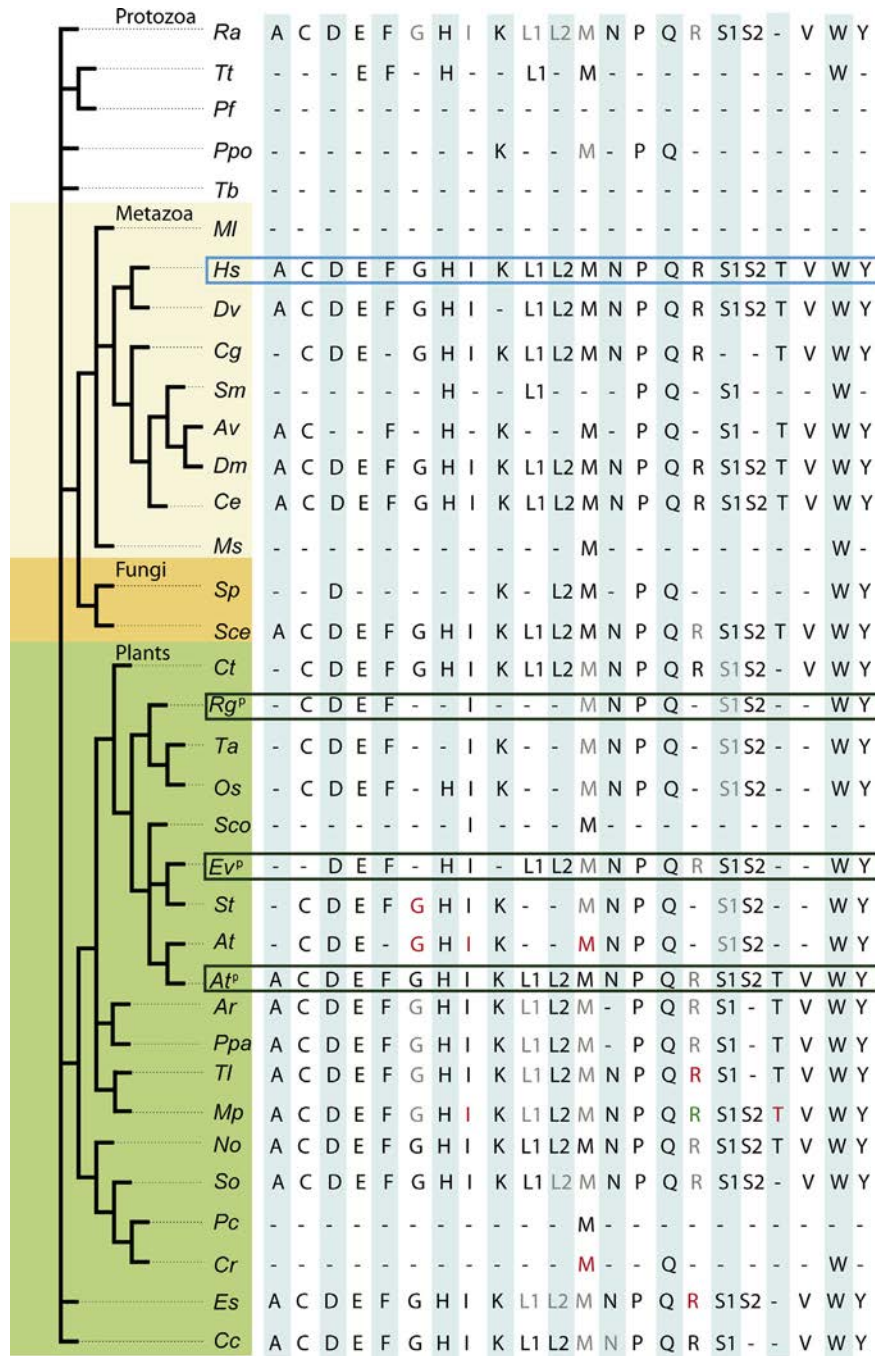 Protozoa
Ra A C D E F G H I K L1 L2 M N P Q R S1 S2 - V W Y
Tt - - - E F - H - - L1 - M - - - - - - - - W -
Pf - - - - - - - - - - - - - - - - - - - - - -
Ppo - - - - - - - - K - - M - P Q - - - - - - -
Tb - - - - - - - - - - - - - - - - - - - - - -
Metazoa
Ml - - - - - - - - - - - - - - - - - - - - - -
Hs A C D E F G H I K L1 L2 M N P Q R S1 S2 T V W Y
Dv A C D E F G H I - L1 L2 M N P Q R S1 S2 T V W Y
Cg - C D E - G H I K L1 L2 M N P Q R - - T V W Y
Sm - - - - - - H - - L1 - - - P Q - S1 - - - W -
Av A C - - F - H - K - - M - P Q - S1 - T V W Y
Dm A C D E F G H I K L1 L2 M N P Q R S1 S2 T V W Y
Ce A C D E F G H I K L1 L2 M N P Q R S1 S2 T V W Y
Ms - - - - - - - - - - - M - - - - - - - - W -
Fungi
Sp - - D - - - - - K - L2 M - P Q - - - - - W Y
Sce A C D E F G H I K L1 L2 M N P Q R S1 S2 T V W Y
Plants
Ct - C D E F G H I K L1 L2 M N P Q R S1 S2 - V W Y
Rgᵖ - C D E F - - I - - - M N P Q - S1 S2 - - W Y
Ta - C D E F - - I K - - M N P Q - S1 S2 - - W Y
Os - C D E F - H I K - - M N P Q - S1 S2 - - W Y
Sco - - - - - - - I - - - M - - - - - - - - - -
Evᵖ - - D E F - H I - L1 L2 M N P Q R S1 S2 - - W Y
St - C D E F G H I K - - M N P Q - S1 S2 - - W Y
At - C D E - G H I K - - M N P Q - S1 S2 - - W Y
Atᵖ A C D E F G H I K L1 L2 M N P Q R S1 S2 T V W Y
Ar A C D E F G H I K L1 L2 M - P Q R S1 - T V W Y
Ppa A C D E F G H I K L1 L2 M - P Q R S1 - T V W Y
Tl A C D E F G H I K L1 L2 M N P Q R S1 - T V W Y
Mp A C D E F G H I K L1 L2 M N P Q R S1 S2 T V W Y
No A C D E F G H I K L1 L2 M N P Q R S1 S2 T V W Y
So A C D E F G H I K L1 L2 M N P Q R S1 S2 - V W Y
Pc - - - - - - - - - - - M - - - - - - - - - -
Cr - - - - - - - - - - - M - - Q - - - - - W -
Es A C D E F G H I K L1 L2 M N P Q R S1 S2 - V W Y
Cc A C D E F G H I K L1 L2 M N P Q R S1 - - V W Y